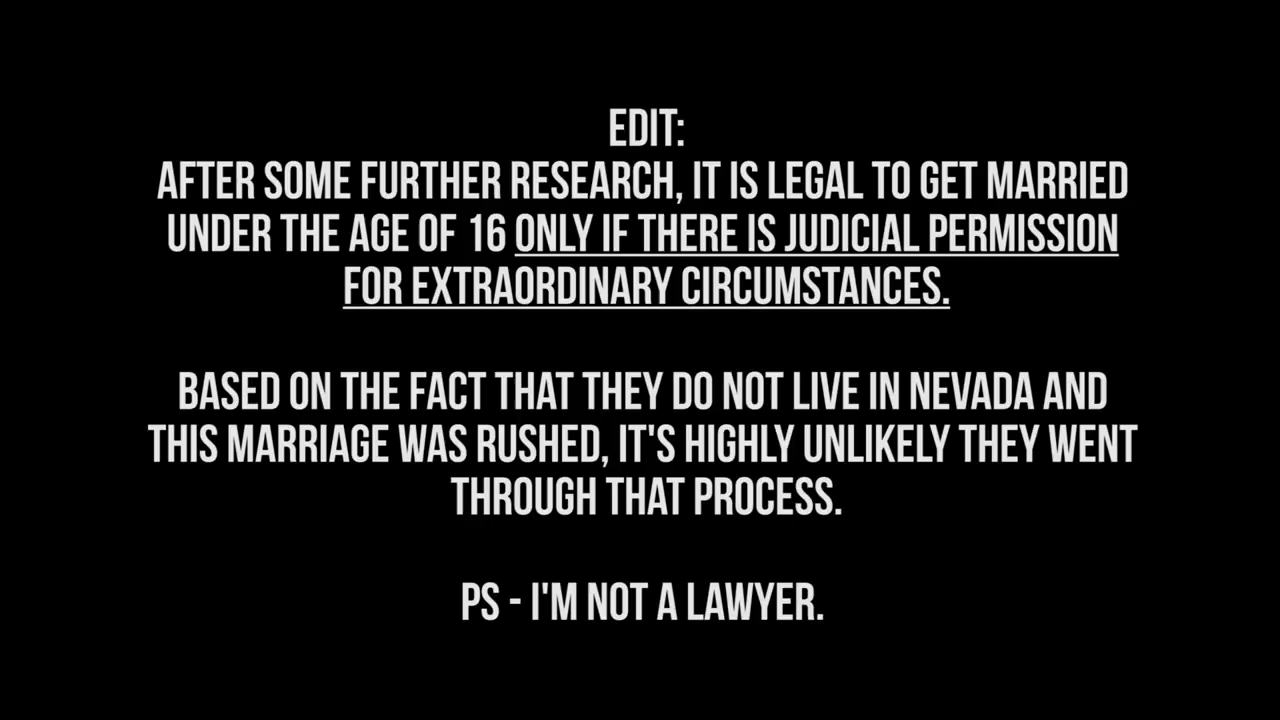 EDIT:
AFTER SOME FURTHER RESEARCH, IT IS LEGAL TO GET MARRIED
UNDER THE AGE OF 16 ONLY IF THERE IS JUDICIAL PERMISSION
FOR EXTRAORDINARY CIRCUMSTANCES.
BASED ON THE FACT THAT THEY DO NOT LIVE IN NEVADA AND
THIS MARRIAGE WAS RUSHED, IT'S HIGHLY UNLIKELY THEY WENT
THROUGH THAT PROCESS.
PS - I'M NOT A LAWYER.